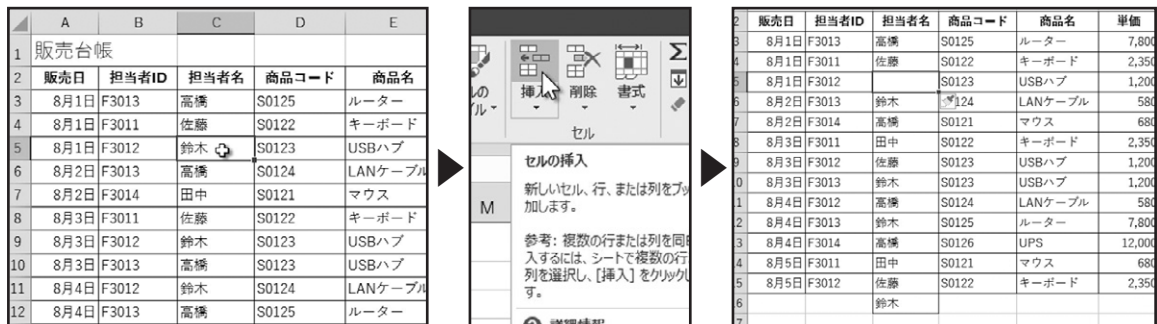 A B C D E
1 販売台帳
2 販売日 担当者ID 担当者名 商品コード 商品名
3 8月1日 F3013 高橋 S0125 ルーター
4 8月1日 F3011 佐藤 S0122 キーボード
5 8月1日 F3012 鈴木 S0123 USBハブ
6 8月2日 F3013 高橋 S0124 LANケーブル
7 8月2日 F3014 田中 S0121 マウス
8 8月3日 F3011 佐藤 S0122 キーボード
9 8月3日 F3012 鈴木 S0123 USBハブ
10 8月3日 F3013 高橋 S0123 USBハブ
11 8月4日 F3012 鈴木 S0124 LANケーブル
12 8月4日 F3013 高橋 S0125 ルーター
挿入 削除 書式
セル
セルの挿入
新しいセル、行、または列をブッ
加します。
参考: 複数の行または列を同
入するには、シートで複数の行
列を選択し、[挿入] をクリックし
す。
詳細情報
M
2 販売日 担当者ID 担当者名 商品コード 商品名 単価
3 8月1日 F3013 高橋 S0125 ルーター 7,800
4 8月1日 F3011 佐藤 S0122 キーボード 2,350
5 8月1日 F3012 S0123 USBハブ 1,200
6 8月2日 F3013 鈴木 124 LANケーブル 580
7 8月2日 F3014 高橋 S0121 マウス 680
8 8月3日 F3011 田中 S0122 キーボード 2,350
9 8月3日 F3012 佐藤 S0123 USBハブ 1,200
0 8月3日 F3013 鈴木 S0123 USBハブ 1,200
1 8月4日 F3012 高橋 S0124 LANケーブル 580
2 8月4日 F3013 鈴木 S0125 ルーター 7,800
3 8月4日 F3014 高橋 S0126 UPS 12,000
4 8月5日 F3011 田中 S0121 マウス 680
5 8月5日 F3012 佐藤 S0122 キーボード 2,350
6 鈴木